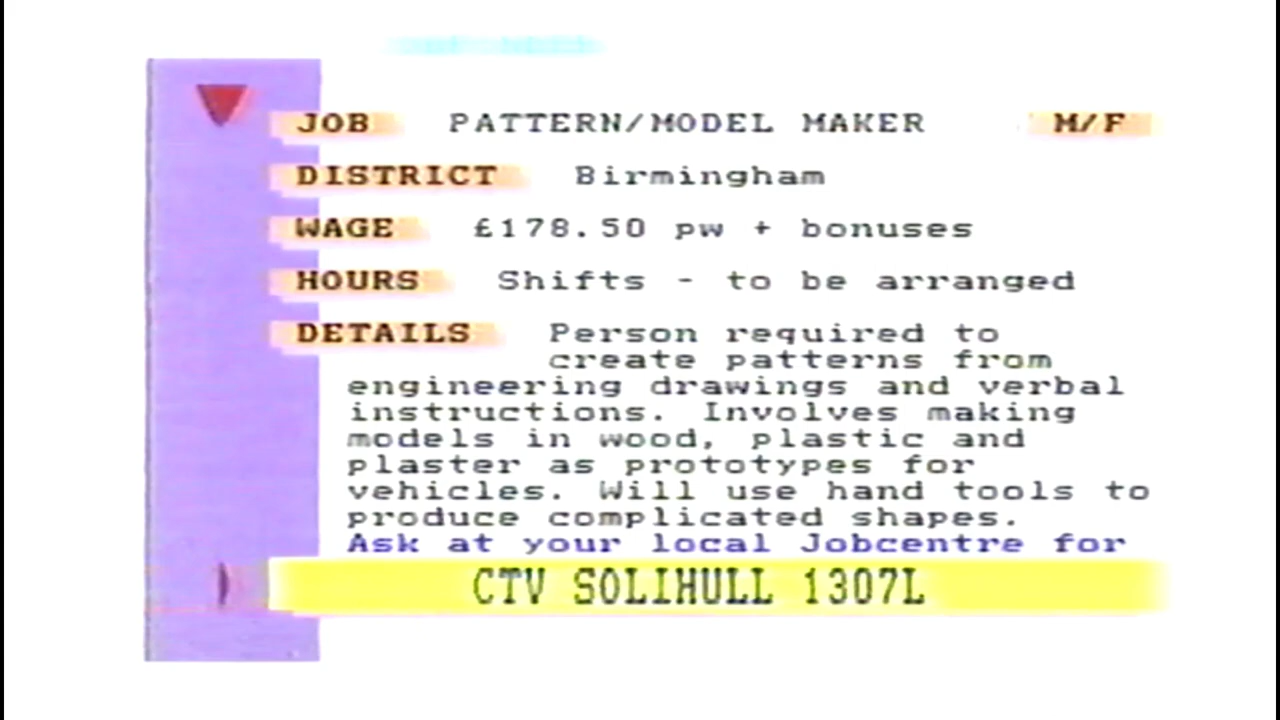 JOB PATTERN/MODEL MAKER M/F
DISTRICT Birmingham
WAGE £178.50 pw + bonuses
HOURS Shifts - to be arranged
DETAILS Person required to
create patterns from
engineering drawings and verbal
instructions. Involves making
models in wood, plastic and
plaster as prototypes for
vehicles. Will use hand tools to
produce complicated shapes.
Ask at your local Jobcentre for
CTV SOLIHULL 1307L